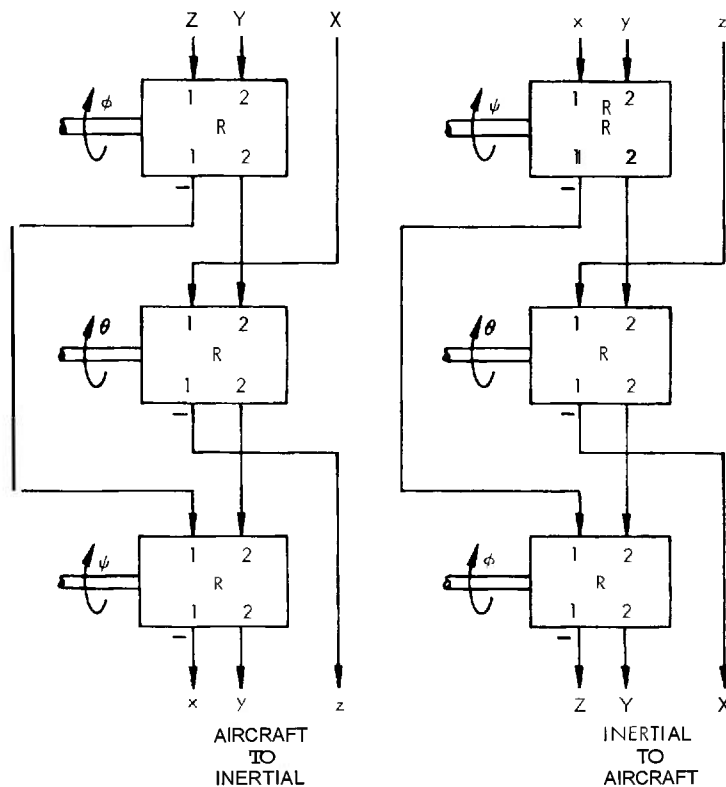 Z Y X
1 2
φ
R
1 2
−
1 2
θ
R
1 2
−
1 2
ψ
R
1 2
−
x y z
AIRCRAFT
TO
INERTIAL
x y z
1 2
R
ψ
R
1 2
−
1 2
θ
R
1 2
−
1 2
φ
R
1 2
−
Z Y X
INERTIAL
TO
AIRCRAFT